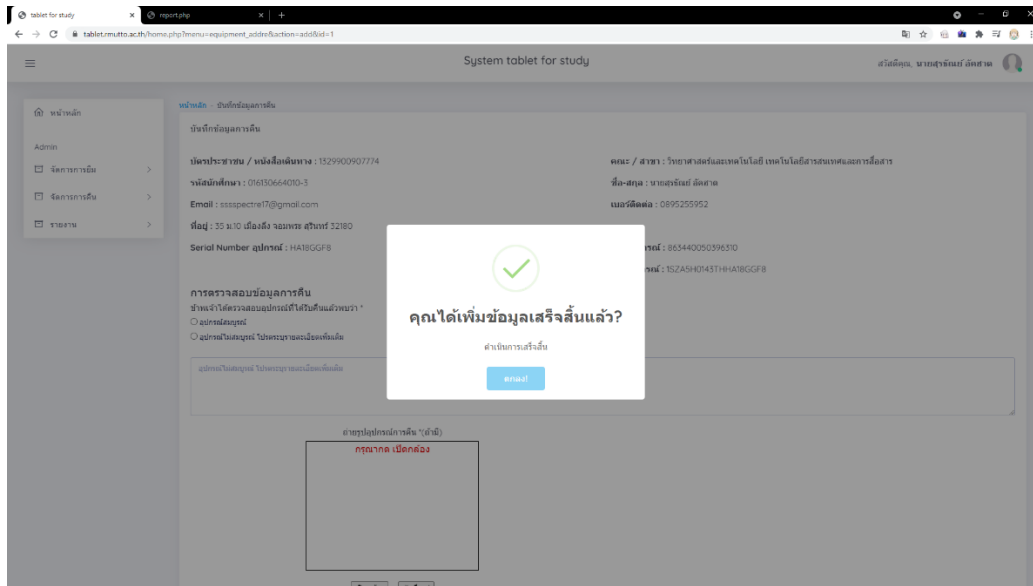 tablet for study
report.php
tablet.rmutto.ac.th/home.php?menu=equipment_addre&action=add&id=1
System tablet for study
สวัสดีคุณ, นายสุรธัณย์ อัคสาด
หน้าหลัก
Admin
จัดการการยืม
จัดการการคืน
รายงาน
หน้าหลัก - บันทึกข้อมูลการคืน
บันทึกข้อมูลการคืน
บัตรประชาชน / หนังสือเดินทาง : 1329900907774
คณะ / สาขา : วิทยาศาสตร์และเทคโนโลยี เทคโนโลยีสารสนเทศและการสื่อสาร
รหัสนักศึกษา : 016130664010-3
ชื่อ-สกุล : นายสุรธัณย์ อัคสาด
Email : sssspectre17@gmail.com
เบอร์ติดต่อ : 0895255952
ที่อยู่ : 35 ม.10 เมืองลีง จอมพระ สุรินทร์ 32180
Serial Number อุปกรณ์ : HA18GGF8
: 863440050396310
: 1SZA5H0143THHA18GGF8
การตรวจสอบข้อมูลการคืน
ข้าพเจ้าได้ตรวจสอบอุปกรณ์ที่ได้รับคืนแล้วพบว่า *
อุปกรณ์สมบูรณ์
อุปกรณ์ไม่สมบูรณ์ โปรดระบุรายละเอียดเพิ่มเติม
อุปกรณ์ไม่สมบูรณ์ โปรดระบุรายละเอียดเพิ่มเติม
คุณได้เพิ่มข้อมูลเสร็จสิ้นแล้ว?
ดำเนินการเสร็จสิ้น
ตกลง!
ถ่ายรูปอุปกรณ์การคืน *(ถ้ามี)
กรุณากด เปิดกล้อง